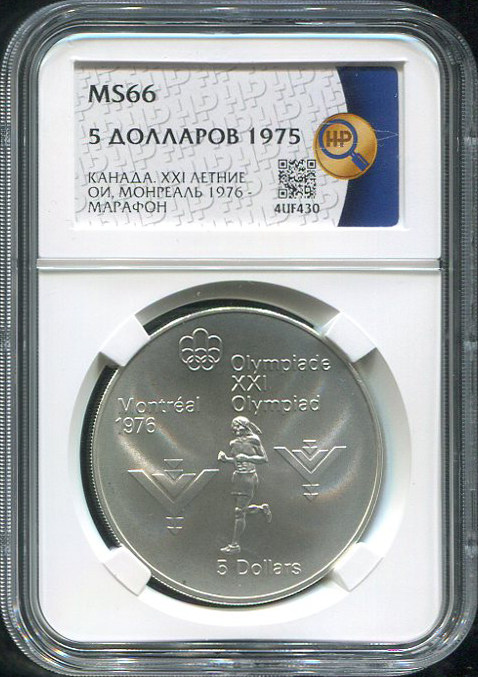 MS66
5 ДОЛЛАРОВ 1975
КАНАДА. XXI ЛЕТНИЕ
ОИ, МОНРЕАЛЬ 1976 -
МАРАФОН
ННР
4UF430
Olympiade
XXI
Olympiad
Montréal
1976
5 Dollars